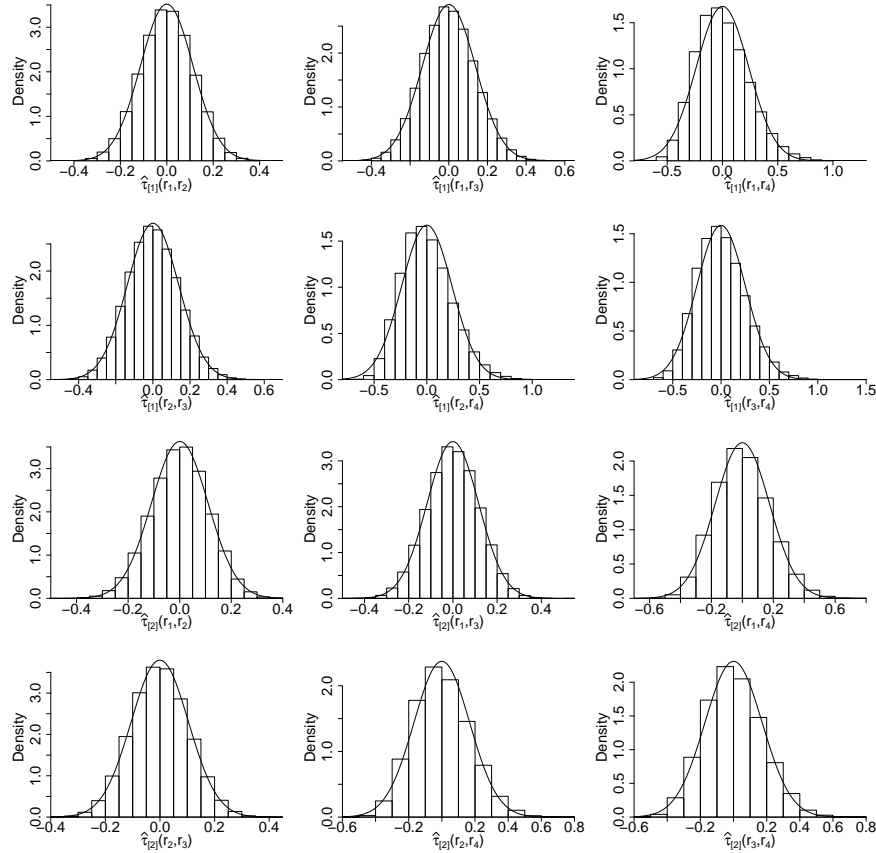 Density
0.0 1.0 2.0 3.0
−0.4 −0.2 0.0 0.2 0.4
τ̂[1](r1,r2)
Density
0.0 1.0 2.0
−0.4 0.0 0.2 0.4 0.6
τ̂[1](r1,r3)
Density
0.0 0.5 1.0 1.5
−0.5 0.0 0.5 1.0
τ̂[1](r1,r4)
Density
0.0 1.0 2.0
−0.4 0.0 0.2 0.4 0.6
τ̂[1](r2,r3)
Density
0.0 0.5 1.0 1.5
−0.5 0.0 0.5 1.0
τ̂[1](r2,r4)
Density
0.0 0.5 1.0 1.5
−0.5 0.0 0.5 1.0 1.5
τ̂[1](r3,r4)
Density
0.0 1.0 2.0 3.0
−0.4 −0.2 0.0 0.2 0.4
τ̂[2](r1,r2)
Density
0.0 1.0 2.0 3.0
−0.4 −0.2 0.0 0.2 0.4
τ̂[2](r1,r3)
Density
0.0 0.5 1.0 1.5 2.0
−0.6 −0.2 0.2 0.6
τ̂[2](r1,r4)
Density
0.0 1.0 2.0 3.0
−0.4 −0.2 0.0 0.2 0.4
τ̂[2](r2,r3)
Density
0.0 1.0 2.0
−0.6 −0.2 0.2 0.4 0.6 0.8
τ̂[2](r2,r4)
Density
0.0 0.5 1.0 1.5 2.0
−0.6 −0.2 0.2 0.4 0.6 0.8
τ̂[2](r3,r4)